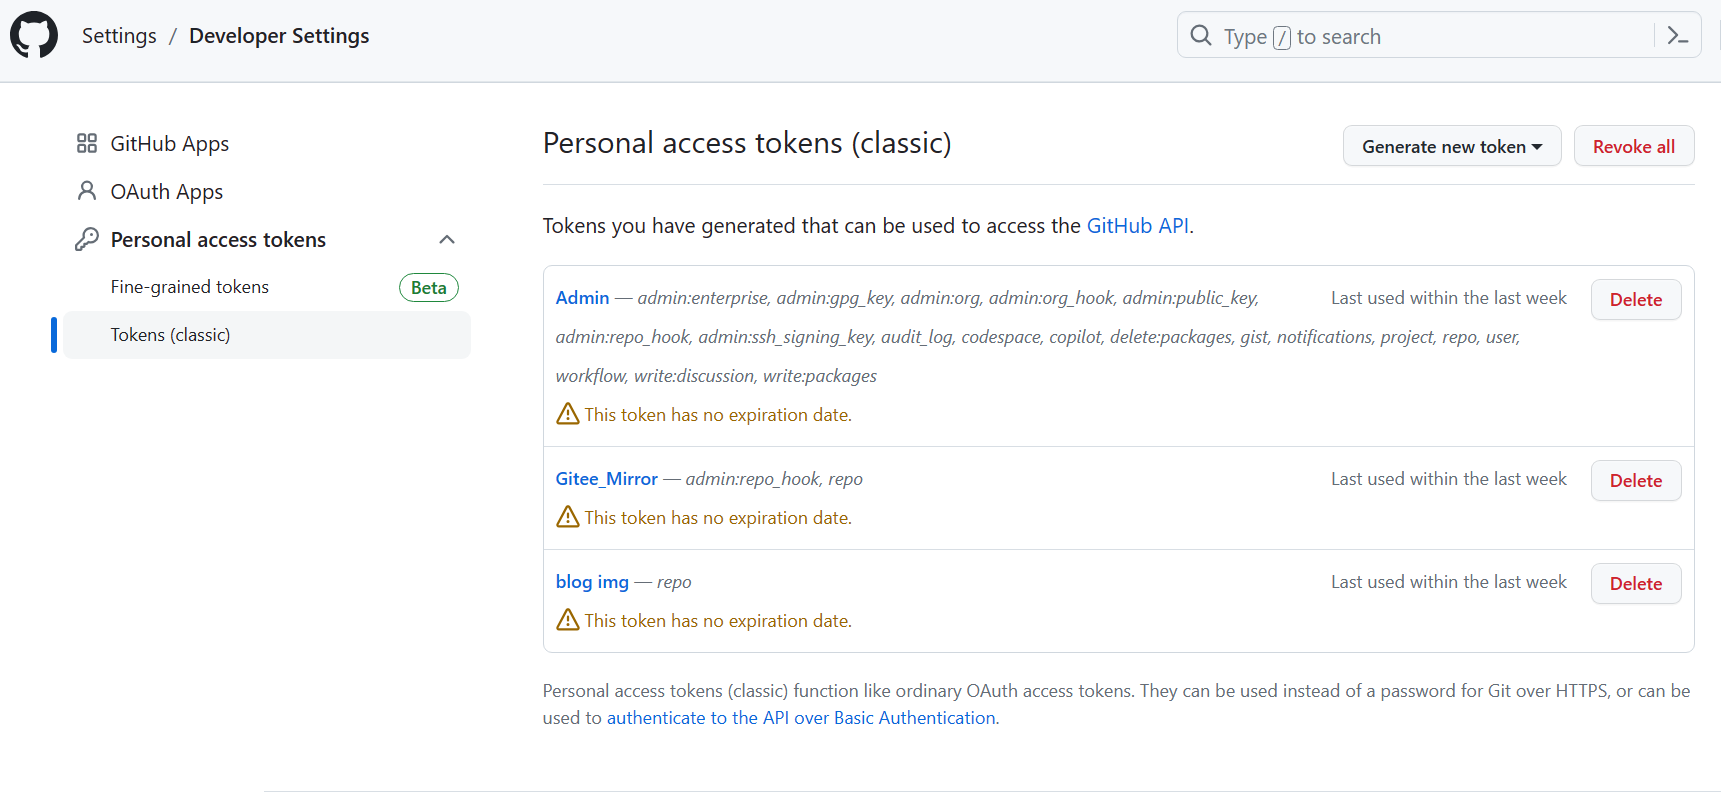 Settings / Developer Settings
Type / to search
GitHub Apps
OAuth Apps
Personal access tokens
Fine-grained tokens Beta
Tokens (classic)
Personal access tokens (classic)
Generate new token Revoke all
Tokens you have generated that can be used to access the GitHub API.
Admin — admin:enterprise, admin:gpg_key, admin:org, admin:org_hook, admin:public_key, Last used within the last week Delete
admin:repo_hook, admin:ssh_signing_key, audit_log, codespace, copilot, delete:packages, gist, notifications, project, repo, user,
workflow, write:discussion, write:packages
This token has no expiration date.
Gitee_Mirror — admin:repo_hook, repo Last used within the last week Delete
This token has no expiration date.
blog img — repo Last used within the last week Delete
This token has no expiration date.
Personal access tokens (classic) function like ordinary OAuth access tokens. They can be used instead of a password for Git over HTTPS, or can be
used to authenticate to the API over Basic Authentication.